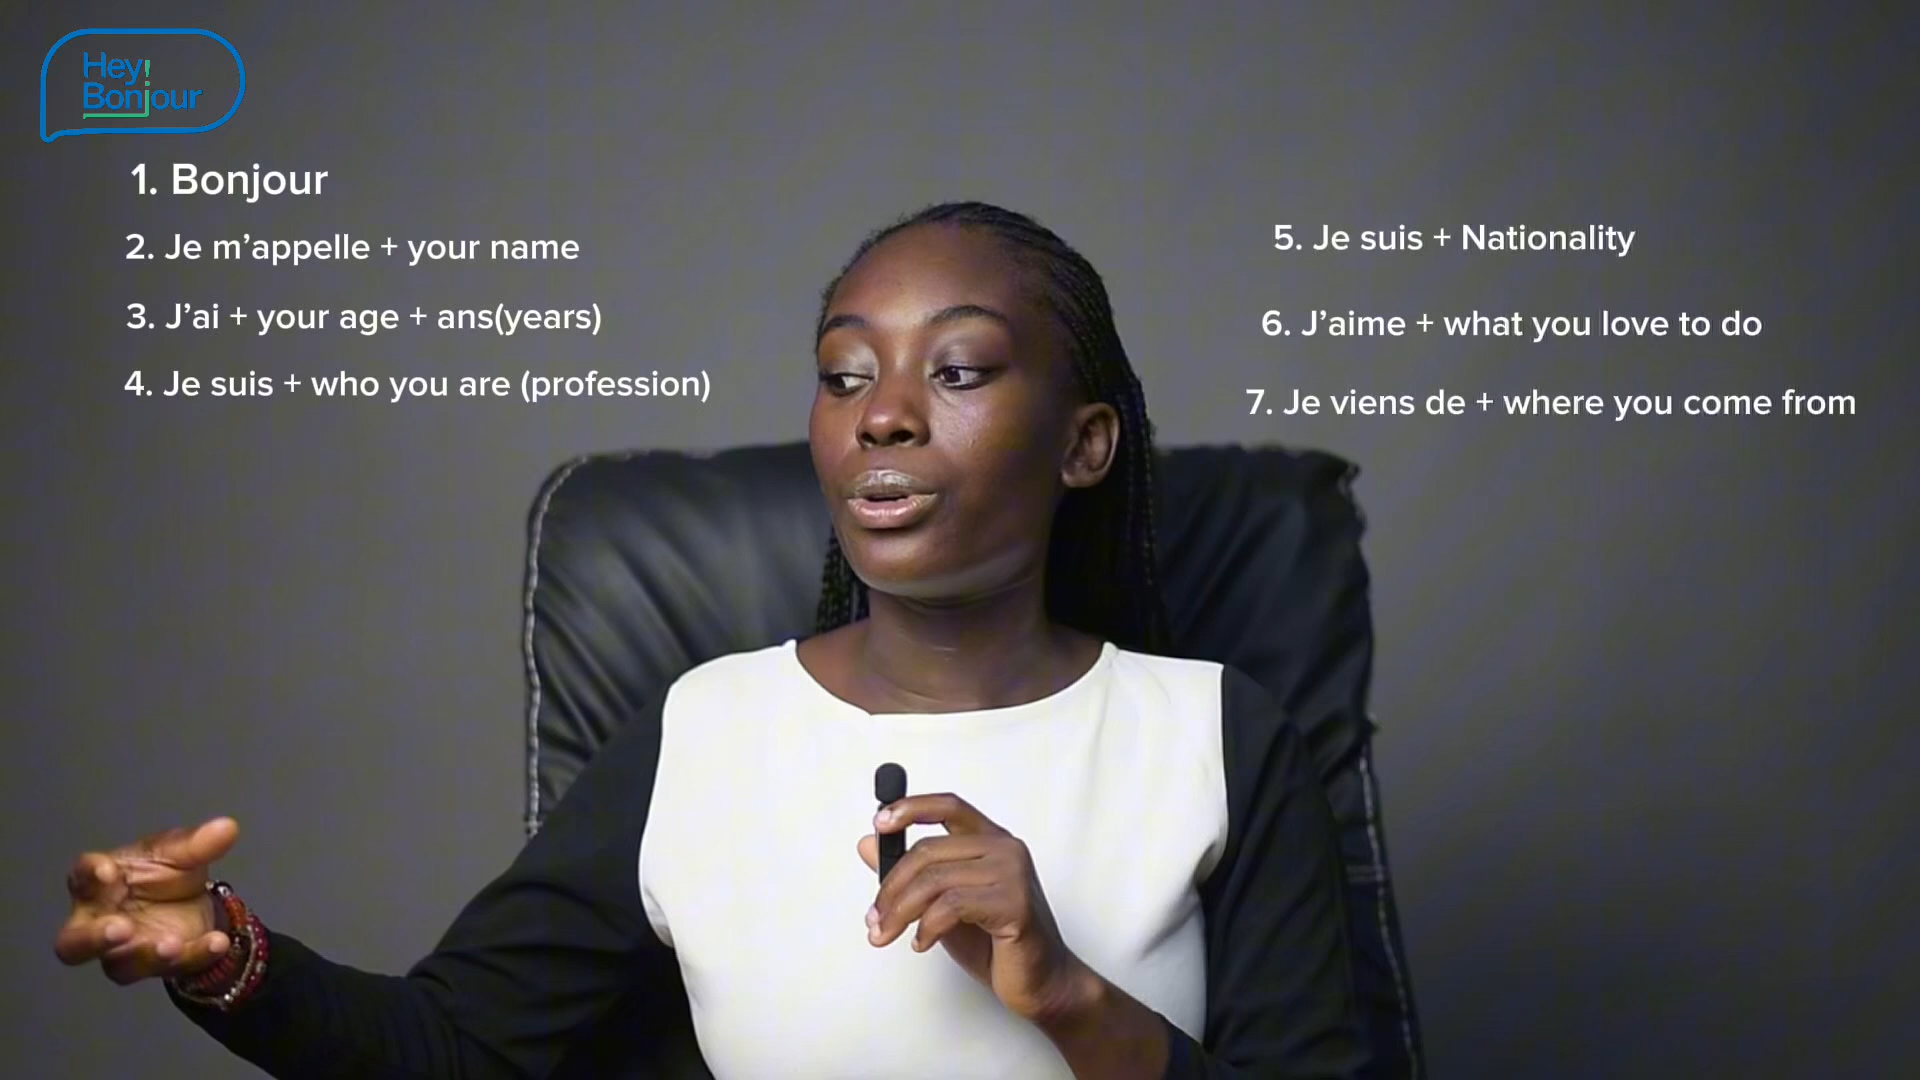 Hey!
Bonjour
1. Bonjour
2. Je m’appelle + your name
3. J’ai + your age + ans(years)
4. Je suis + who you are (profession)
5. Je suis + Nationality
6. J’aime + what you love to do
7. Je viens de + where you come from